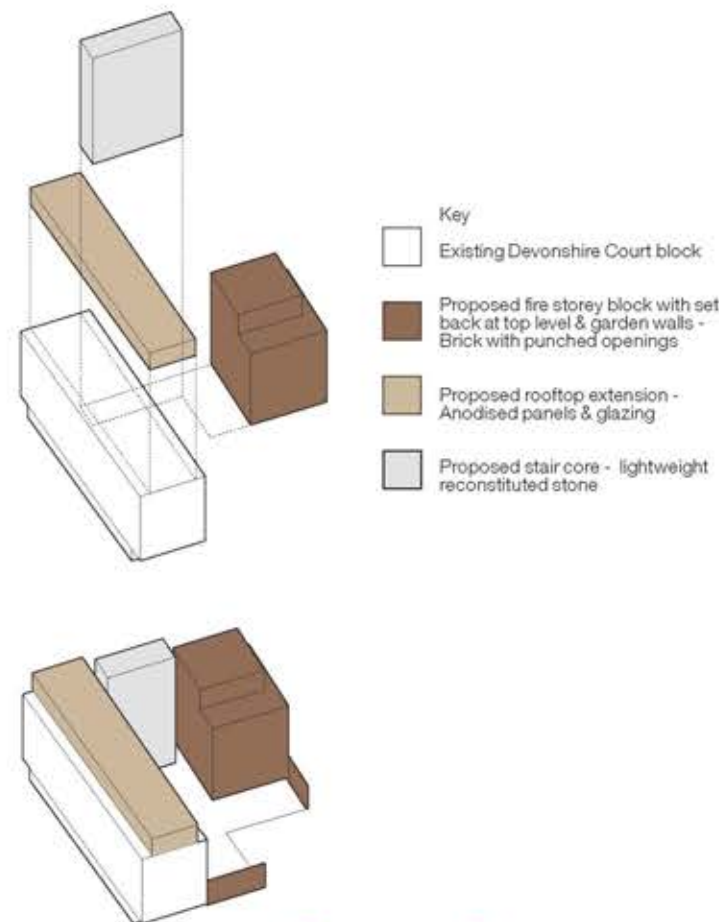 Key
Existing Devonshire Court block
Proposed fire storey block with set
back at top level & garden walls -
Brick with punched openings
Proposed rooftop extension -
Anodised panels & glazing
Proposed stair core - lightweight
reconstituted stone